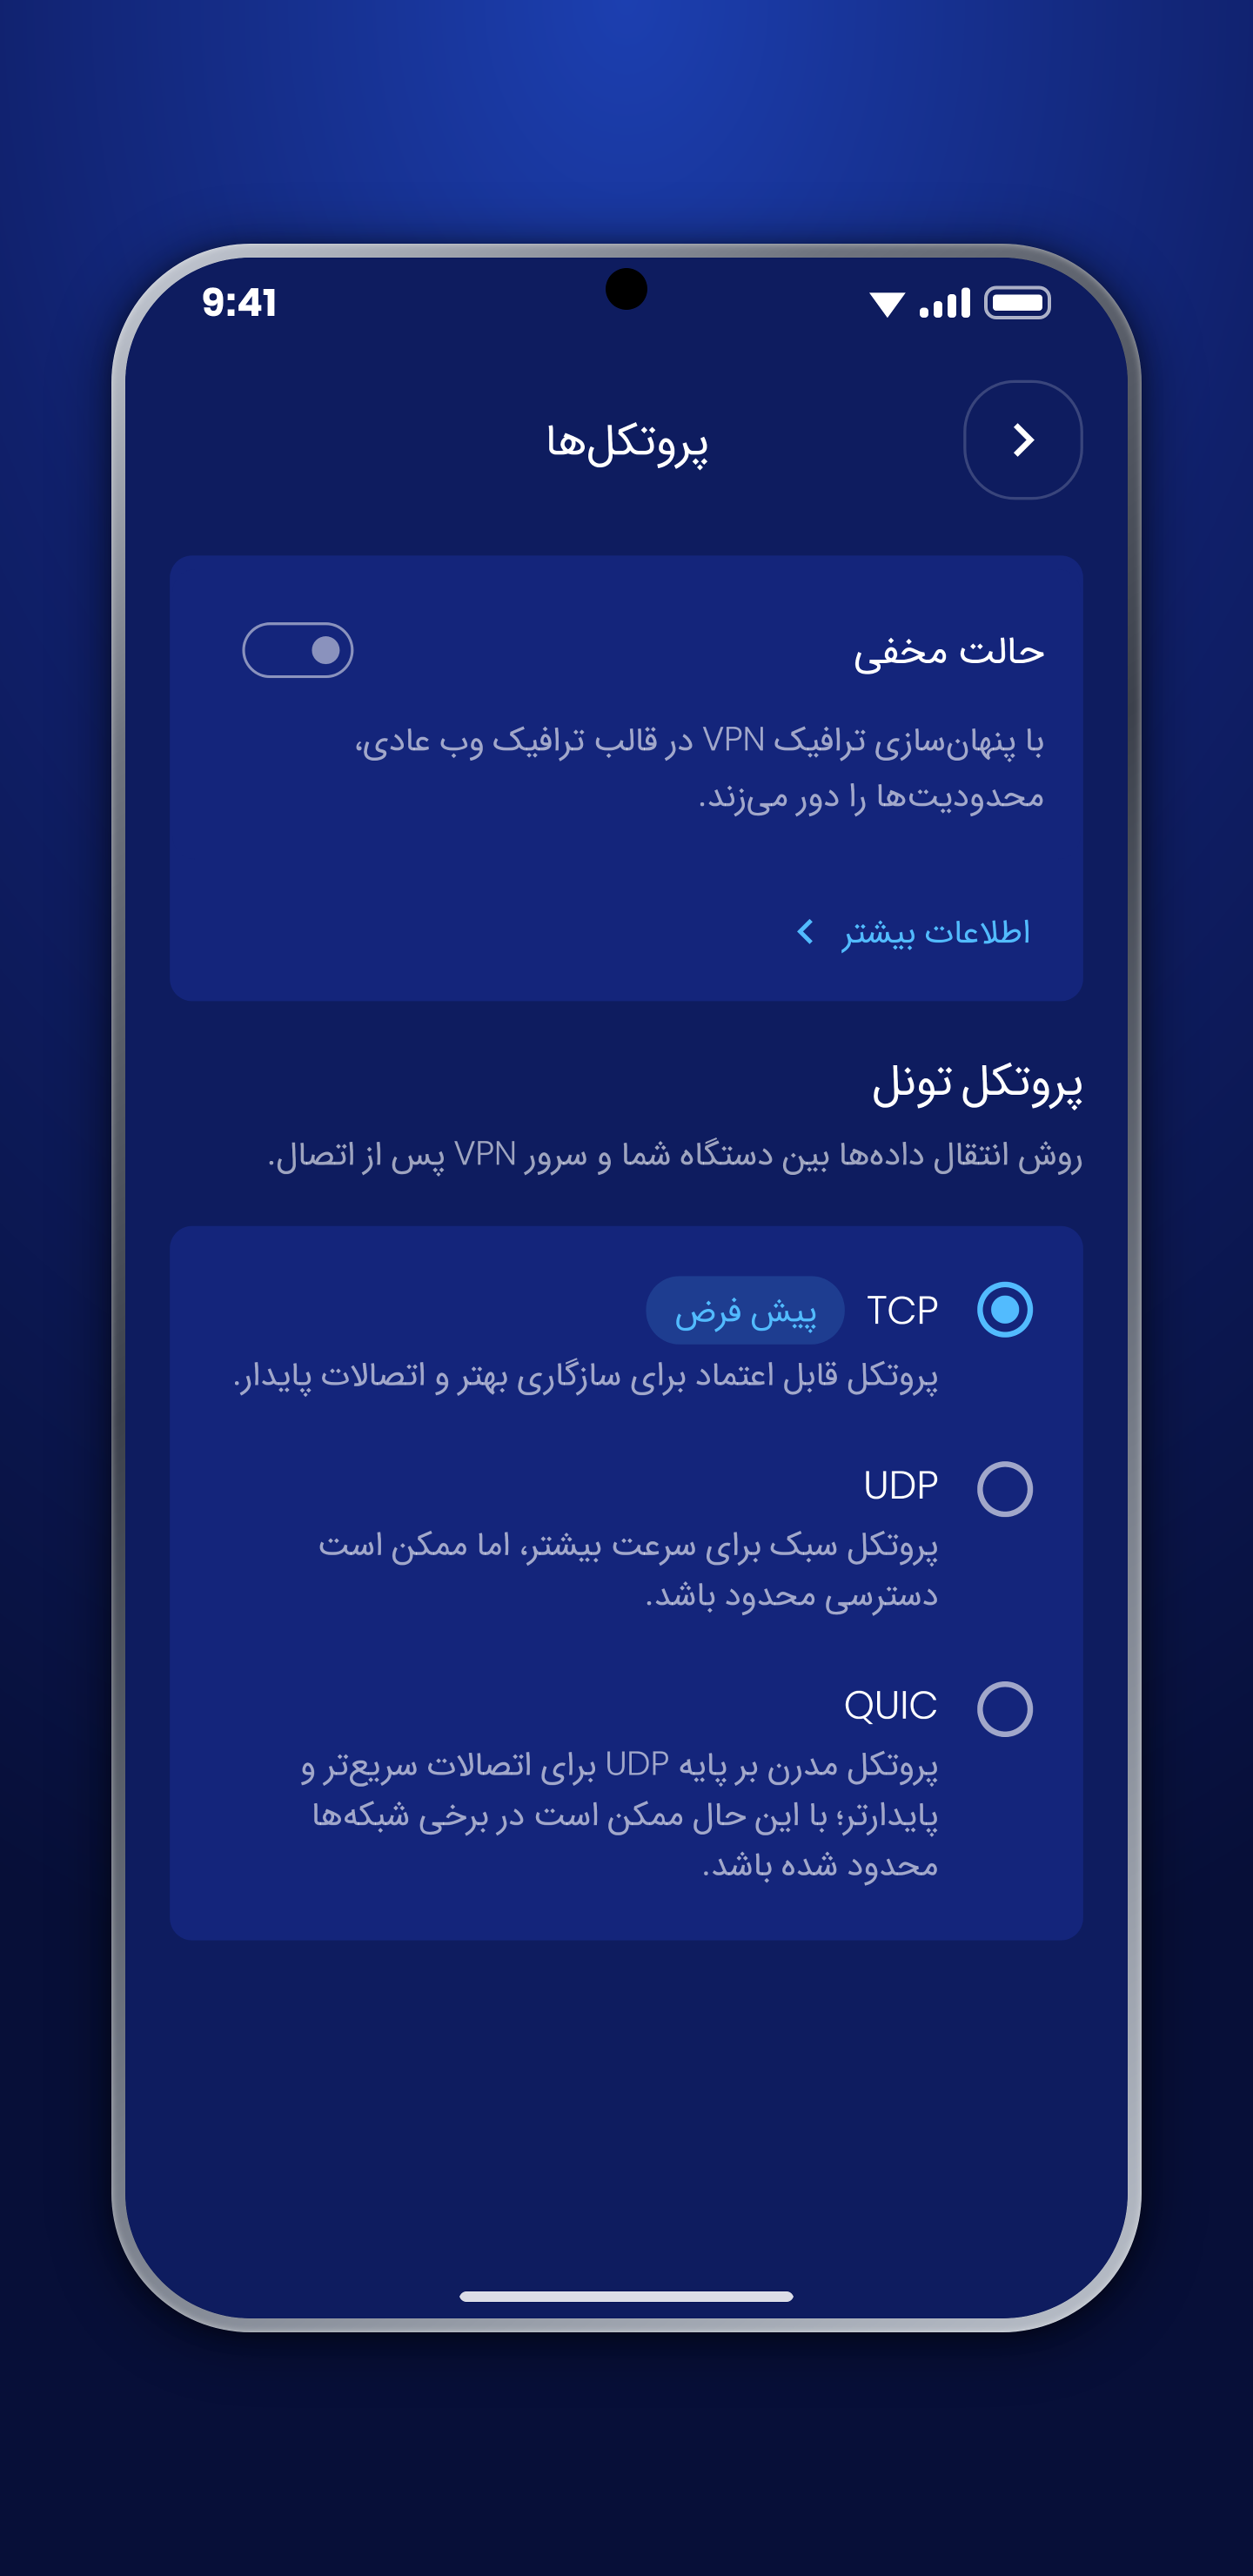 9:41
پروتکل‌ها
حالت مخفی
با پنهان‌سازی ترافیک VPN در قالب ترافیک وب عادی،
محدودیت‌ها را دور می‌زند.
اطلاعات بیشتر
پروتکل تونل
روش انتقال داده‌ها بین دستگاه شما و سرور VPN پس از اتصال.
TCP پیش فرض
پروتکل قابل اعتماد برای سازگاری بهتر و اتصالات پایدار.
UDP
پروتکل سبک برای سرعت بیشتر، اما ممکن است
دسترسی محدود باشد.
QUIC
پروتکل مدرن بر پایه UDP برای اتصالات سریع‌تر و
پایدارتر؛ با این حال ممکن است در برخی شبکه‌ها
محدود شده باشد.